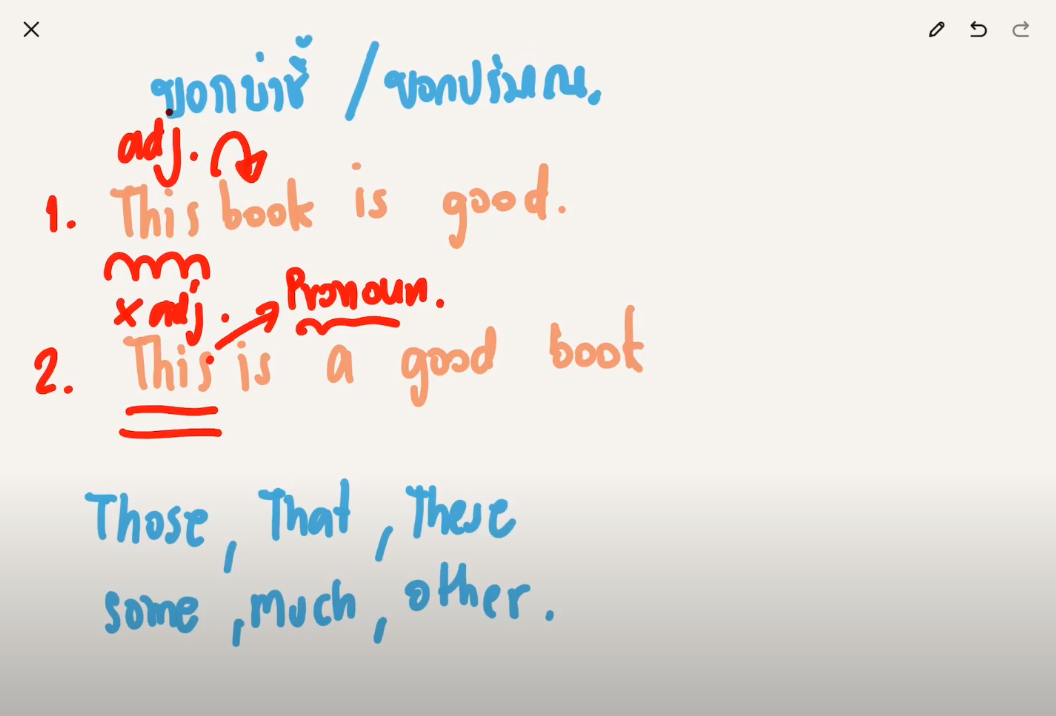 บอกบ่งชี้ / บอกปริมาณ.
adj.
1. This book is good.
x adj. Pronoun.
2. This is a good book
Those, That, These
some, much, other.